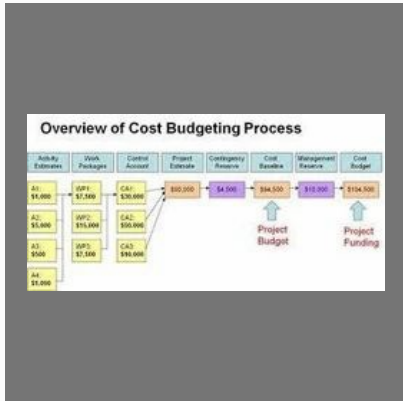 Overview of Cost Budgeting Process
Activity Estimates
Work Packages
Control Account
Project Estimate
Contingency Reserve
Cost Baseline
Management Reserve
Cost Budget
A1:
$1,000
WP1:
$7,500
CA1:
$30,000
$90,000
$4,500
$94,500
$10,000
$104,500
A2:
$5,000
WP2:
$15,000
CA2:
$50,000
A3:
$500
WP3:
$7,500
CA3:
$10,000
A4:
$1,000
Project
Budget
Project
Funding